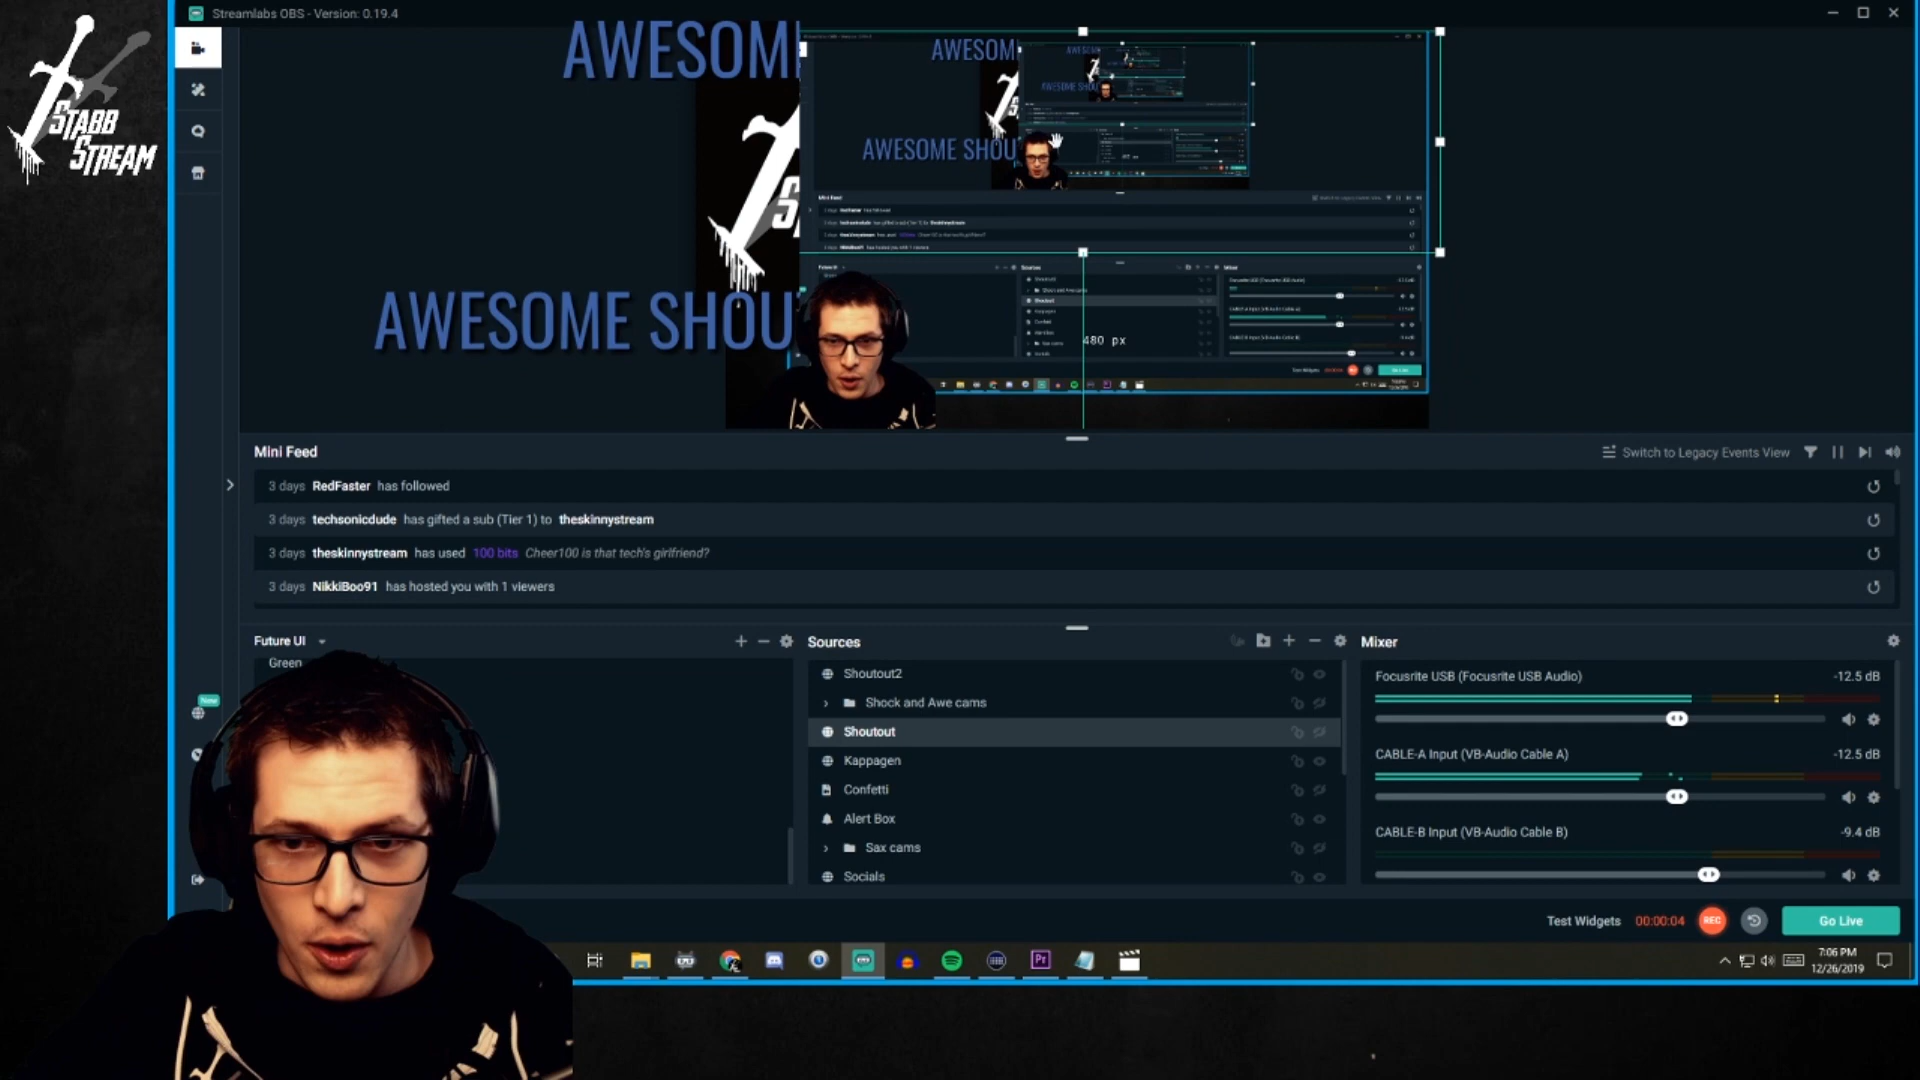 Streamlabs OBS - Version: 0.19.4
STABB
STREAM
AWESOM
AWESOM
AWESOME SHOU
AWESOME SHOU
480 px
Mini Feed
Switch to Legacy Events View
3 days RedFaster has followed
3 days techsonicdude has gifted a sub (Tier 1) to theskinnystream
3 days theskinnystream has used 100 bits Cheer100 is that tech's girlfriend?
3 days NikkiBoo91 has hosted you with 1 viewers
Future UI
Green
New
Sources
Shoutout2
Shock and Awe cams
Shoutout
Kappagen
Confetti
Alert Box
Sax cams
Socials
Mixer
Focusrite USB (Focusrite USB Audio) -12.5 dB
CABLE-A Input (VB-Audio Cable A) -12.5 dB
CABLE-B Input (VB-Audio Cable B) -9.4 dB
Test Widgets 00:00:04 REC Go Live
Pr
7:06 PM
12/26/2019